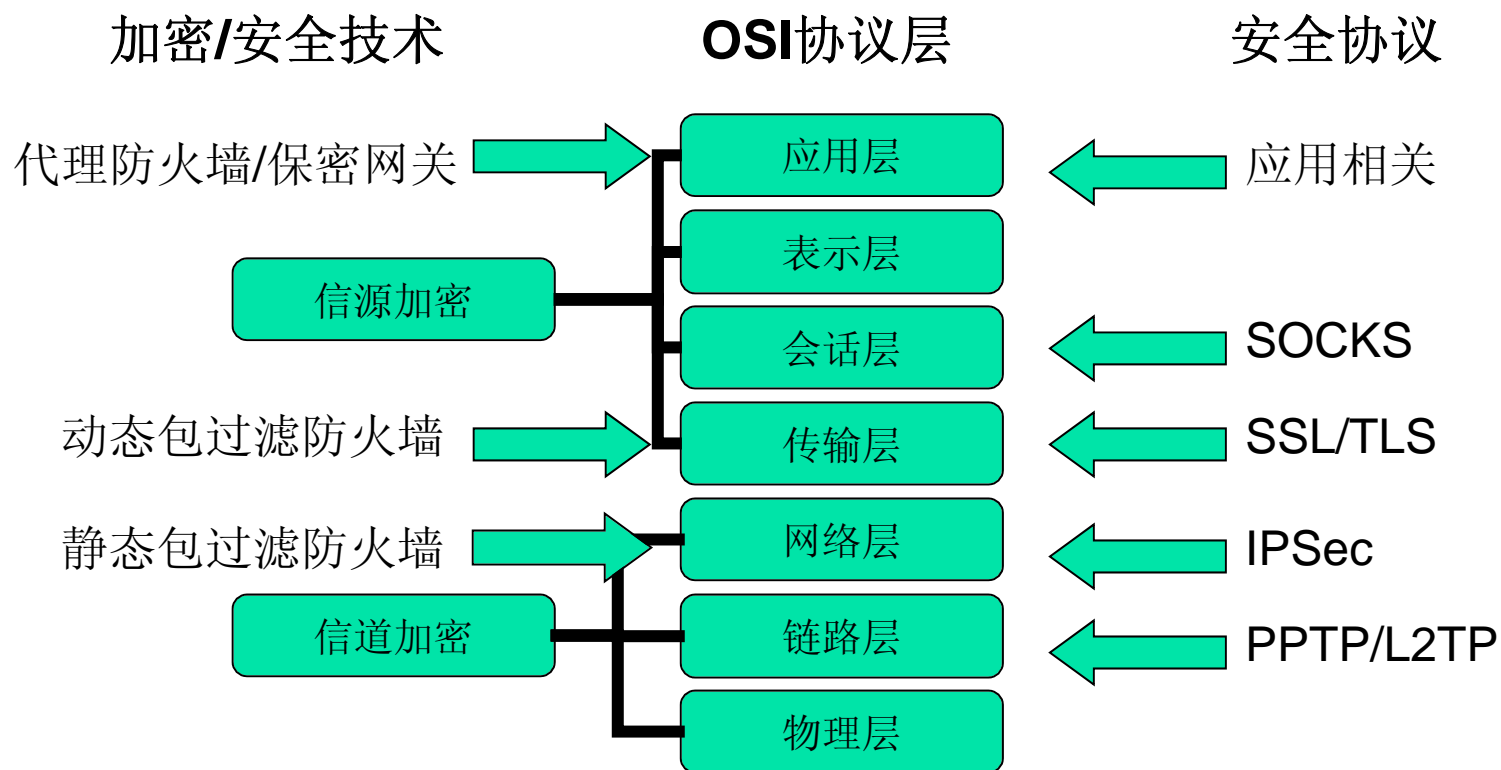 加密/安全技术
OSI协议层
安全协议
代理防火墙/保密网关
应用层
应用相关
表示层
信源加密
会话层
SOCKS
动态包过滤防火墙
传输层
SSL/TLS
静态包过滤防火墙
网络层
IPSec
信道加密
链路层
PPTP/L2TP
物理层